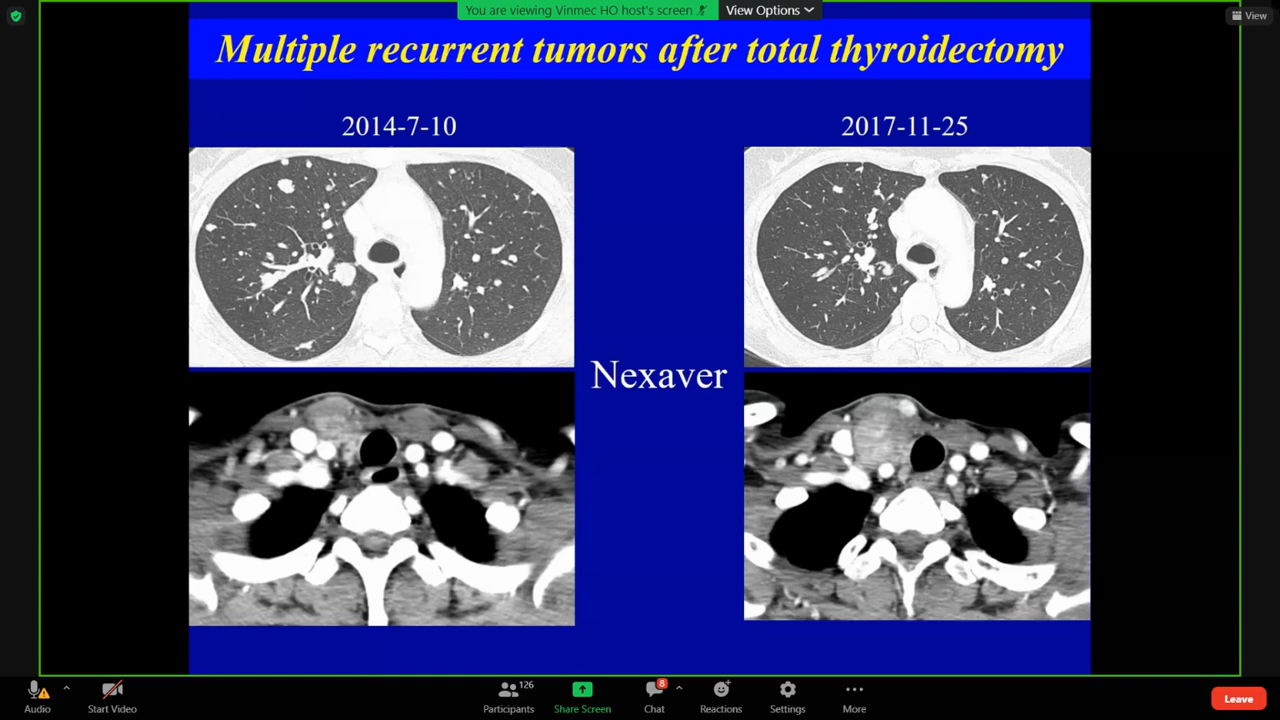 You are viewing Vinmec HO host's screen
View Options
View
Multiple recurrent tumors after total thyroidectomy
2014-7-10
2017-11-25
Nexaver
126
8
Audio
Start Video
Participants
Share Screen
Chat
Reactions
Settings
More
Leave